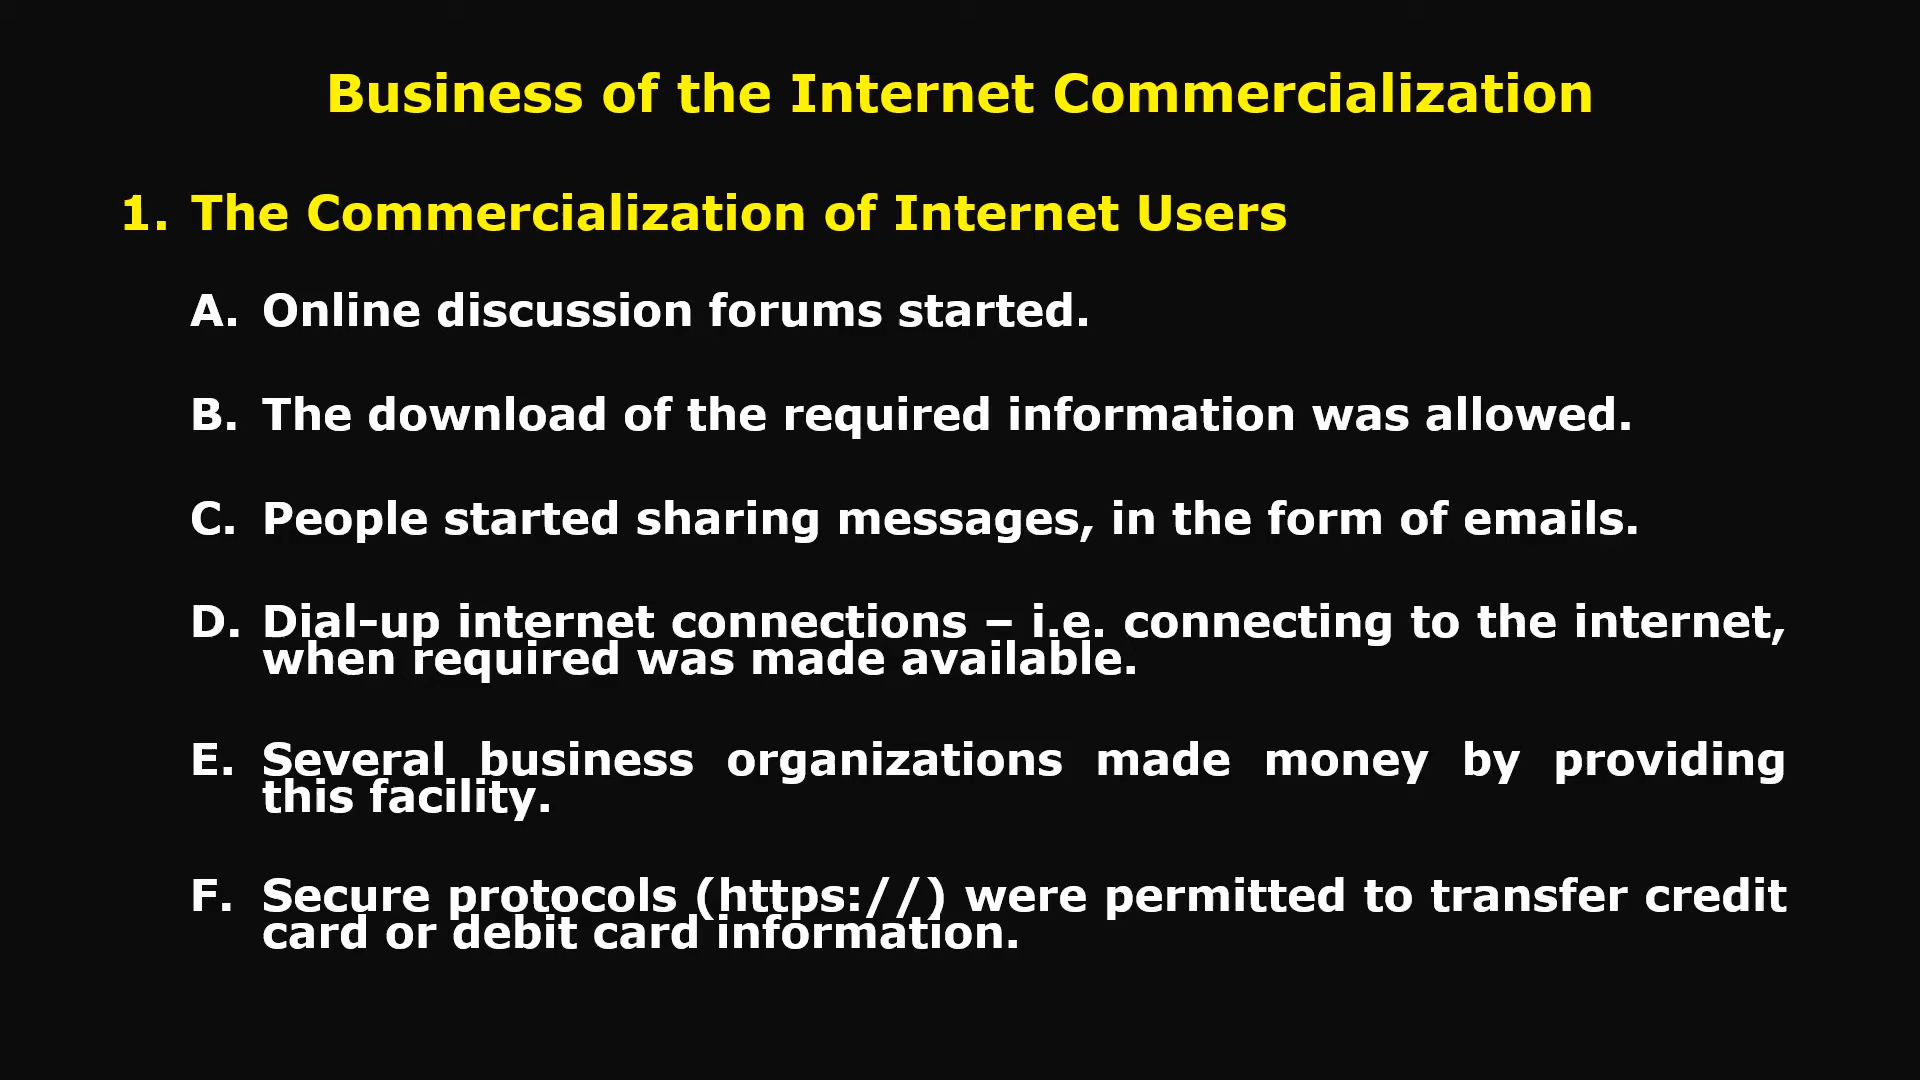 Business of the Internet Commercialization
1. The Commercialization of Internet Users
A. Online discussion forums started.
B. The download of the required information was allowed.
C. People started sharing messages, in the form of emails.
D. Dial-up internet connections – i.e. connecting to the internet,
when required was made available.
E. Several business organizations made money by providing
this facility.
F. Secure protocols (https://) were permitted to transfer credit
card or debit card information.